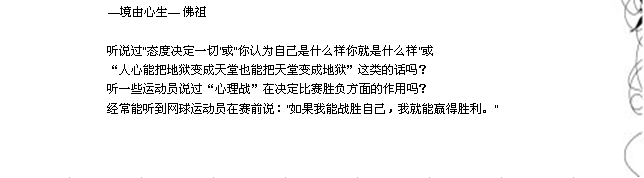 —境由心生— 佛祖
听说过"态度决定一切'或"你认为自己是什么样你就是什么样"或
“人心能把地狱变成天堂也能把天堂变成地狱”这类的话吗？
听一些运动员说过“心理战”在决定比赛胜负方面的作用吗？
经常能听到网球运动员在赛前说："如果我能战胜自己，我就能赢得胜利。"